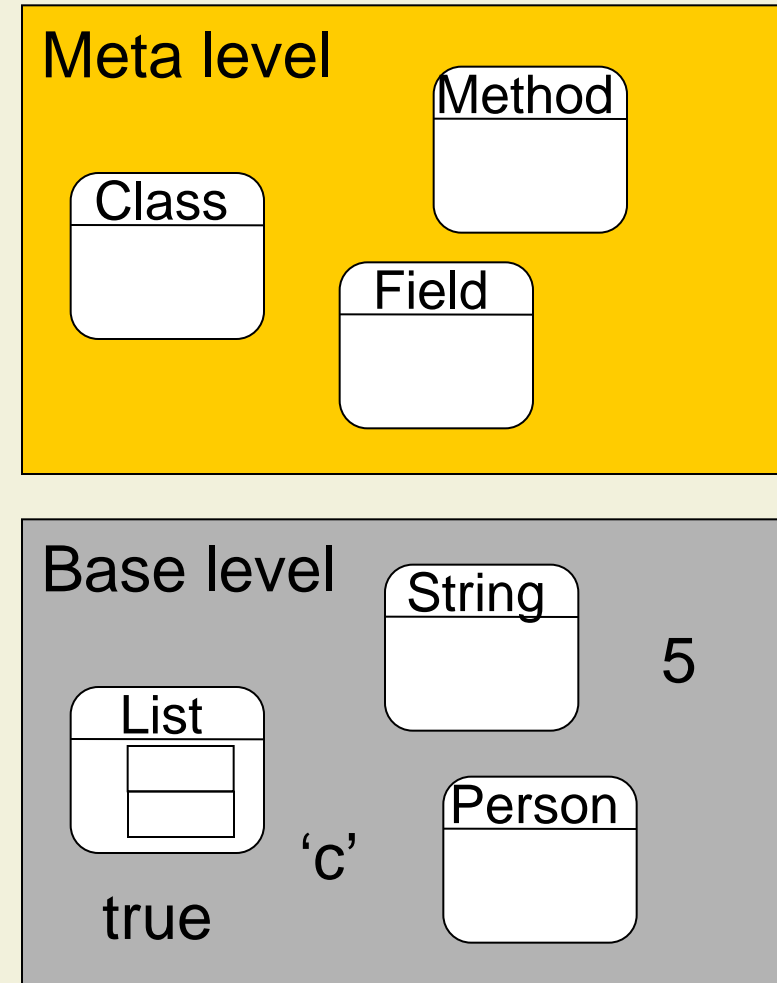 Meta level
Method
Class
Field
Base level
String
5
List
Person
‘c’
true